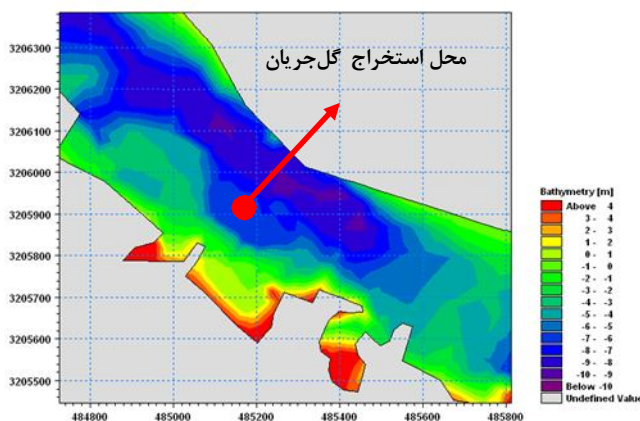 محل استخراج گل‌جریان
3206300
3206200
3206100
3206000
3205900
3205800
3205700
3205600
3205500
484800 485000 485200 485400 485600 485800
Bathymetry [m]
Above 4
3 - 4
2 - 3
1 - 2
0 - 1
-1 - 0
-2 - -1
-3 - -2
-4 - -3
-5 - -4
-6 - -5
-7 - -6
-8 - -7
-9 - -8
-10 - -9
Below -10
Undefined Value